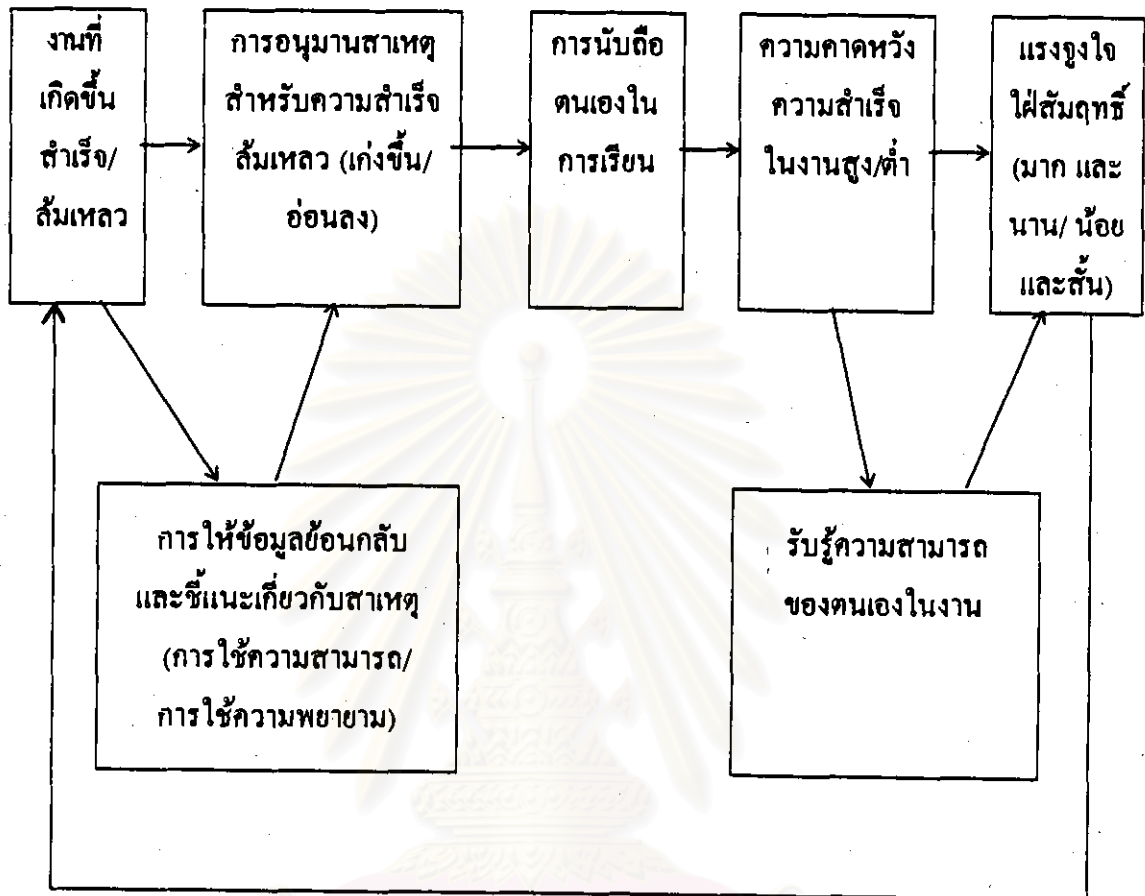 งานที่
เกิดขึ้น
สำเร็จ/
ล้มเหลว
การอนุมานสาเหตุ
สำหรับความสำเร็จ
ล้มเหลว (เก่งขึ้น/
อ่อนลง)
การนับถือ
ตนเองใน
การเรียน
ความคาดหวัง
ความสำเร็จ
ในงานสูง/ต่ำ
แรงจูงใจ
ใฝ่สัมฤทธิ์
(มาก และ
นาน/ น้อย
และสั้น)
การให้ข้อมูลย้อนกลับ
และชี้แนะเกี่ยวกับสาเหตุ
(การใช้ความสามารถ/
การใช้ความพยายาม)
รับรู้ความสามารถ
ของตนเองในงาน